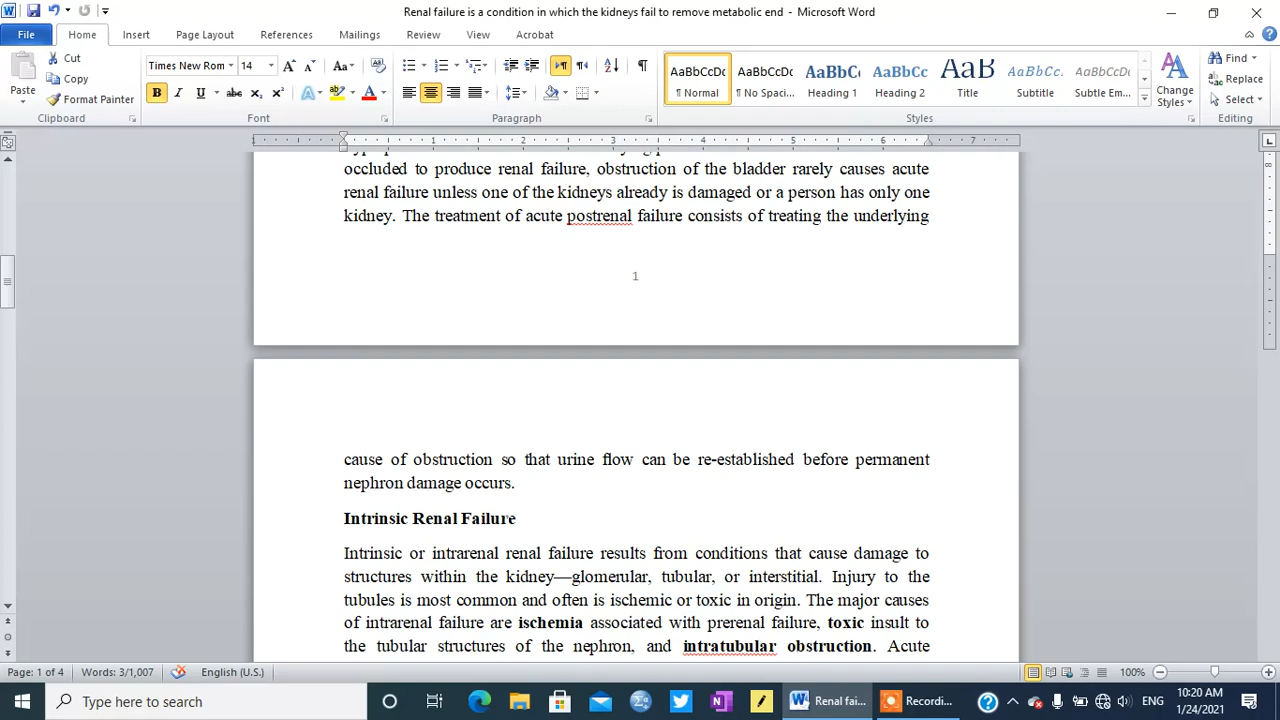 Renal failure is a condition in which the kidneys fail to remove metabolic end - Microsoft Word
File Home Insert Page Layout References Mailings Review View Acrobat
Paste Cut Copy Format Painter Clipboard
Times New Rom 14 Font
Paragraph
AaBbCcDc ¶ Normal AaBbCcDc ¶ No Spaci... AaBbCc Heading 1 AaBbCc Heading 2 AaB Title AaBbCc. Subtitle AaBbCcDc Subtle Em... Change Styles Styles
Find Replace Select Editing
1 1 2 3 4 5 6 7
occluded to produce renal failure, obstruction of the bladder rarely causes acute
renal failure unless one of the kidneys already is damaged or a person has only one
kidney. The treatment of acute postrenal failure consists of treating the underlying
1
cause of obstruction so that urine flow can be re-established before permanent
nephron damage occurs.
Intrinsic Renal Failure
Intrinsic or intrarenal renal failure results from conditions that cause damage to
structures within the kidney—glomerular, tubular, or interstitial. Injury to the
tubules is most common and often is ischemic or toxic in origin. The major causes
of intrarenal failure are ischemia associated with prerenal failure, toxic insult to
the tubular structures of the nephron, and intratubular obstruction. Acute
Page: 1 of 4 Words: 3/1,007 English (U.S.) 100%
Type here to search Renal fai... Recordi... ENG 10:20 AM
1/24/2021